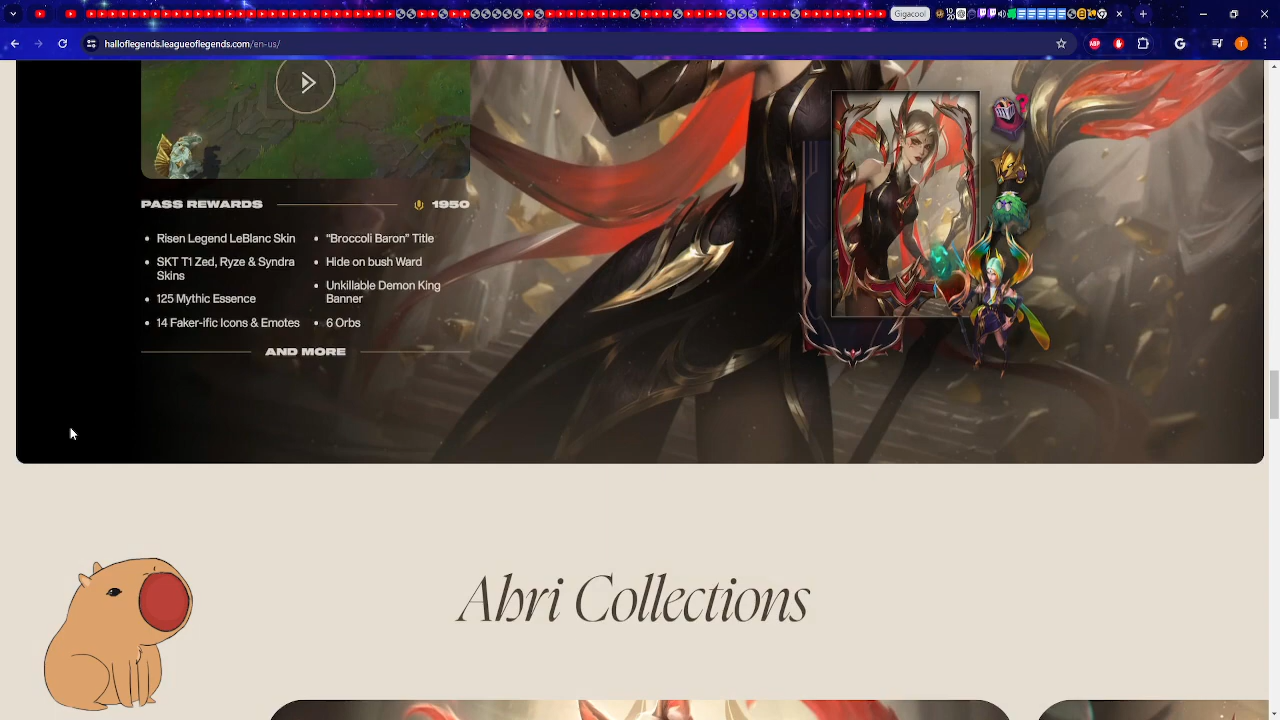 Gigacool
halloflegends.leagueoflegends.com/en-us/
ABP
G
T
PASS REWARDS
1950
Risen Legend LeBlanc Skin
SKT T1 Zed, Ryze & Syndra
Skins
125 Mythic Essence
14 Faker-ific Icons & Emotes
“Broccoli Baron” Title
Hide on bush Ward
Unkillable Demon King
Banner
6 Orbs
AND MORE
Ahri Collections